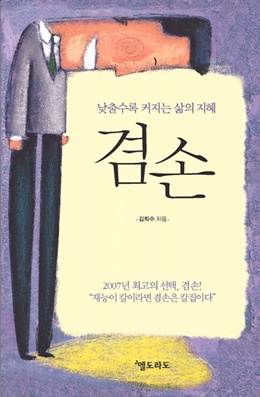 낮출수록 커지는 삶의 지혜
겸손
김희수 지음
2007년 최고의 선택, 겸손!
“재능이 칼이라면 겸손은 칼집이다”
엘도라도